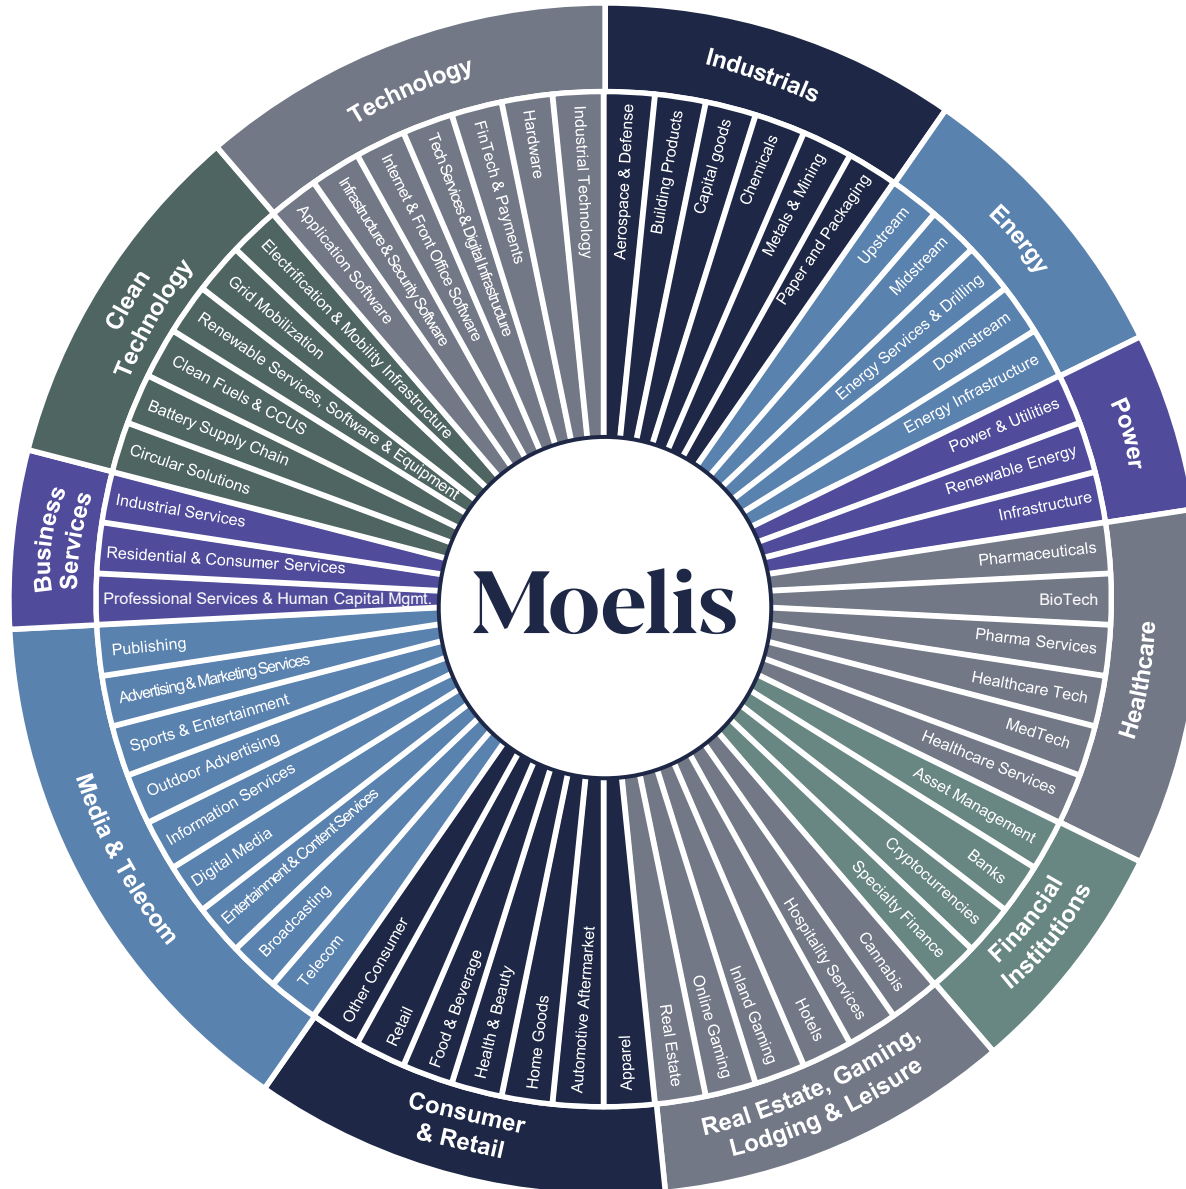 Industrials
Aerospace & Defense
Building Products
Capital goods
Chemicals
Metals & Mining
Paper and Packaging
Energy
Upstream
Midstream
Energy Services & Drilling
Downstream
Energy Infrastructure
Power
Power & Utilities
Renewable Energy
Infrastructure
Healthcare
Pharmaceuticals
BioTech
Pharma Services
Healthcare Tech
MedTech
Healthcare Services
Financial
Institutions
Asset Management
Banks
Cryptocurrencies
Specialty Finance
Real Estate, Gaming,
Lodging & Leisure
Cannabis
Hospitality Services
Hotels
Inland Gaming
Online Gaming
Real Estate
Consumer
& Retail
Apparel
Automotive Aftermarket
Home Goods
Health & Beauty
Food & Beverage
Retail
Other Consumer
Media & Telecom
Telecom
Broadcasting
Entertainment & Content Services
Digital Media
Information Services
Outdoor Advertising
Sports & Entertainment
Advertising & Marketing Services
Publishing
Business
Services
Professional Services & Human Capital Mgmt.
Residential & Consumer Services
Industrial Services
Clean
Technology
Circular Solutions
Battery Supply Chain
Clean Fuels & CCUS
Renewable Services, Software & Equipment
Grid Mobilization
Electrification & Mobility Infrastructure
Technology
Application Software
Infrastructure & Security Software
Internet & Front Office Software
Tech Services & Digital Infrastructure
FinTech & Payments
Hardware
Industrial Technology
Moelis